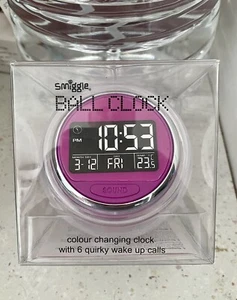 smiggle
BALL CLOCK
10:53
PM
3-12 FRI 23.5
SOUND
colour changing clock
with 6 quirky wake up calls